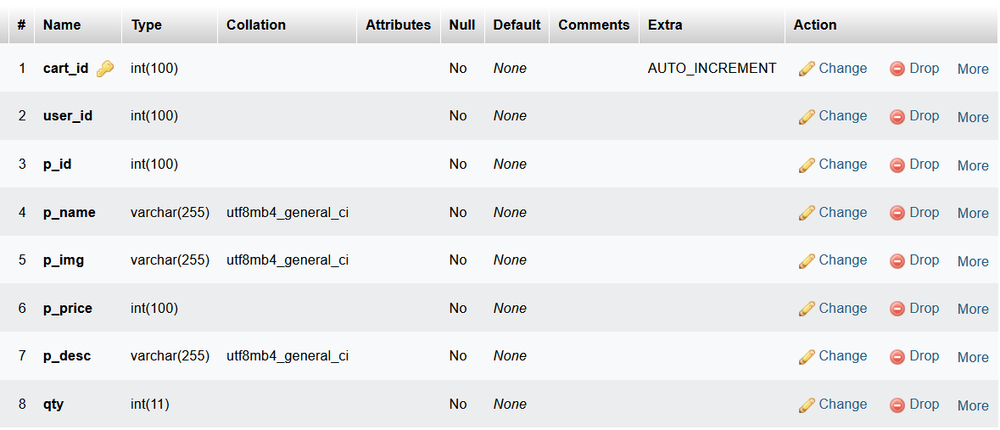 # Name Type Collation Attributes Null Default Comments Extra Action
1 cart_id int(100) No None AUTO_INCREMENT Change Drop More
2 user_id int(100) No None Change Drop More
3 p_id int(100) No None Change Drop More
4 p_name varchar(255) utf8mb4_general_ci No None Change Drop More
5 p_img varchar(255) utf8mb4_general_ci No None Change Drop More
6 p_price int(100) No None Change Drop More
7 p_desc varchar(255) utf8mb4_general_ci No None Change Drop More
8 qty int(11) No None Change Drop More